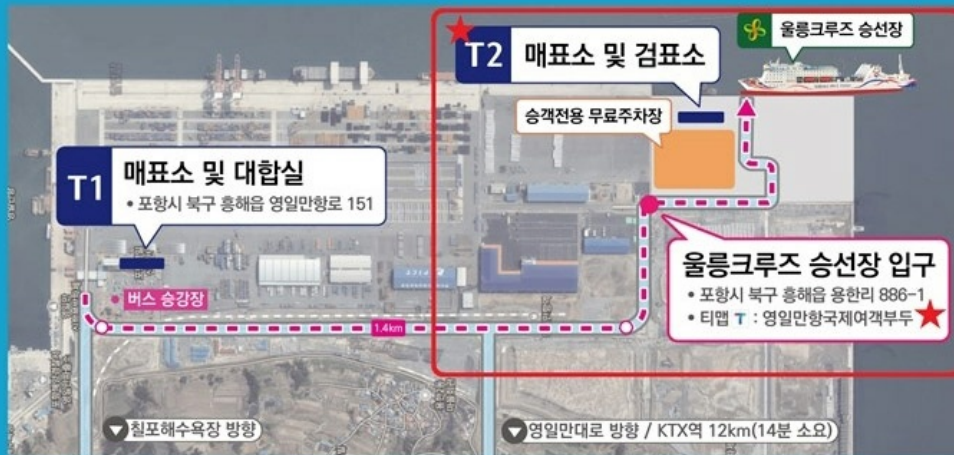 울릉크루즈 승선장
T2 매표소 및 검표소
승객전용 무료주차장
T1 매표소 및 대합실
• 포항시 북구 흥해읍 영일만항로 151
버스 승강장
1.4km
울릉크루즈 승선장 입구
• 포항시 북구 흥해읍 용한리 886-1
• 티맵 T : 영일만항국제여객부두
칠포해수욕장 방향
영일만대로 방향 / KTX역 12km(14분 소요)